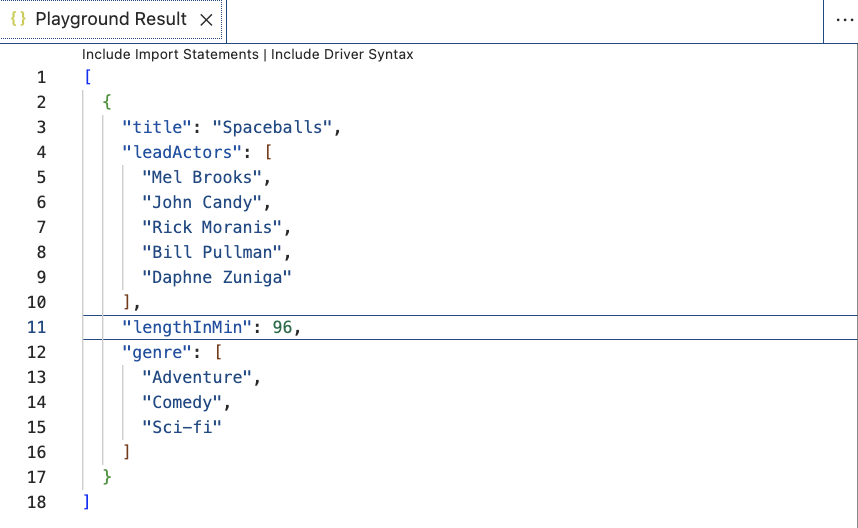 {} Playground Result ×
...
Include Import Statements | Include Driver Syntax
1 [
2 {
3 "title": "Spaceballs",
4 "leadActors": [
5 "Mel Brooks",
6 "John Candy",
7 "Rick Moranis",
8 "Bill Pullman",
9 "Daphne Zuniga"
10 ],
11 "lengthInMin": 96,
12 "genre": [
13 "Adventure",
14 "Comedy",
15 "Sci-fi"
16 ]
17 }
18 ]